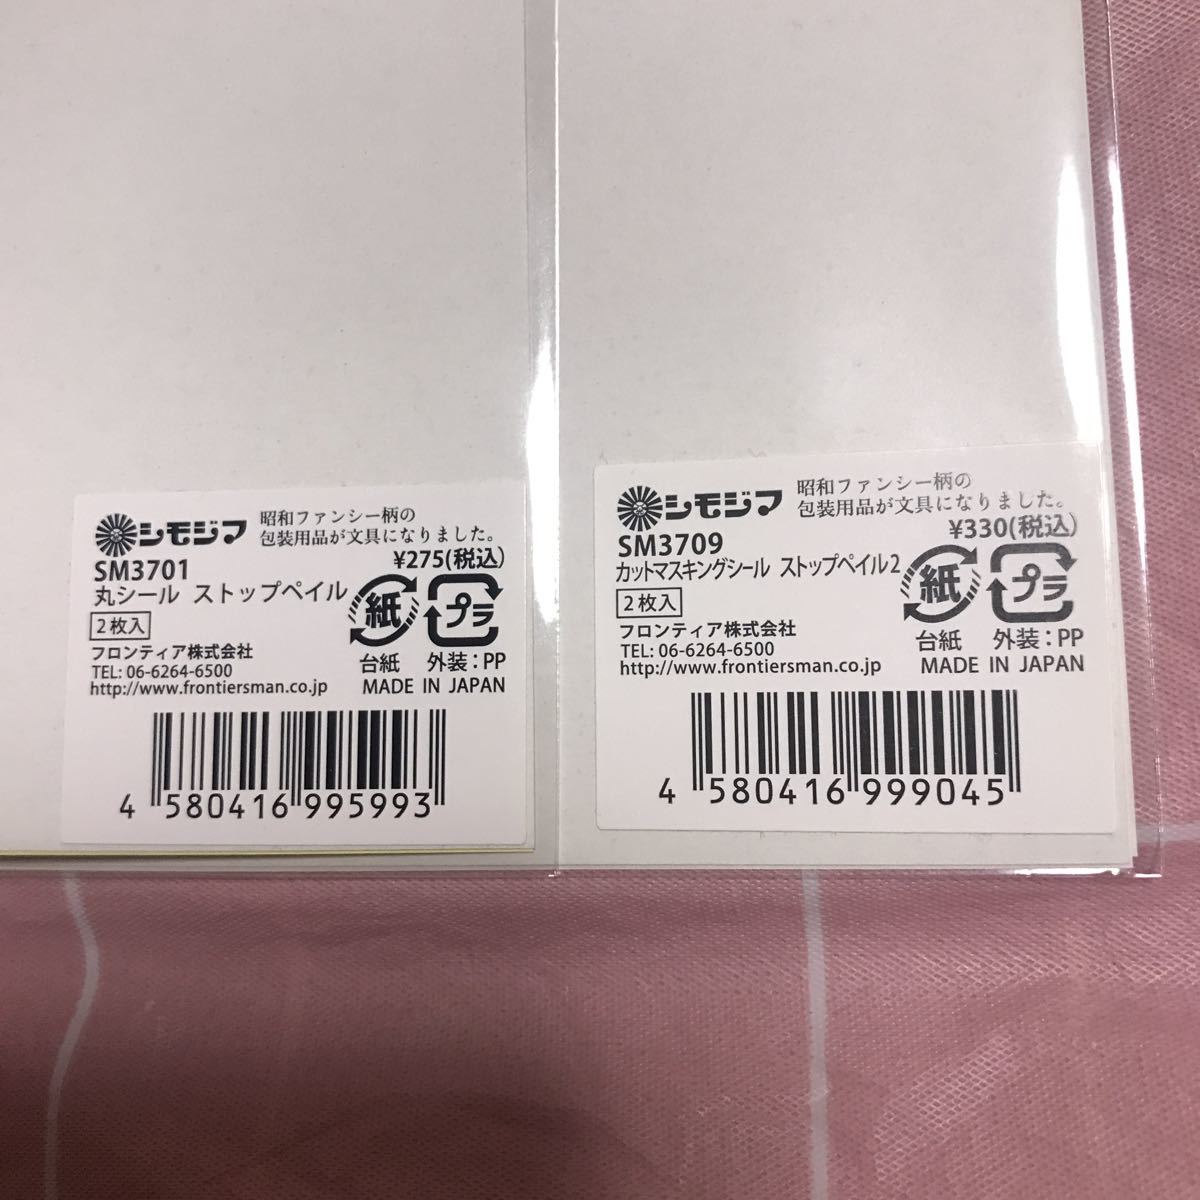 シモジマ
昭和ファンシー柄の
包装用品が文具になりました。
SM3701
¥275(税込)
丸シール ストップペイル
2枚入
紙
プラ
フロンティア株式会社
台紙 外装:PP
TEL: 06-6264-6500
http://www.frontiersman.co.jp
MADE IN JAPAN
4 580416 995993
シモジマ
昭和ファンシー柄の
包装用品が文具になりました。
SM3709
¥330(税込)
カットマスキングシール ストップペイル2
2枚入
紙
プラ
フロンティア株式会社
台紙 外装:PP
TEL: 06-6264-6500
http://www.frontiersman.co.jp
MADE IN JAPAN
4 580416 999045